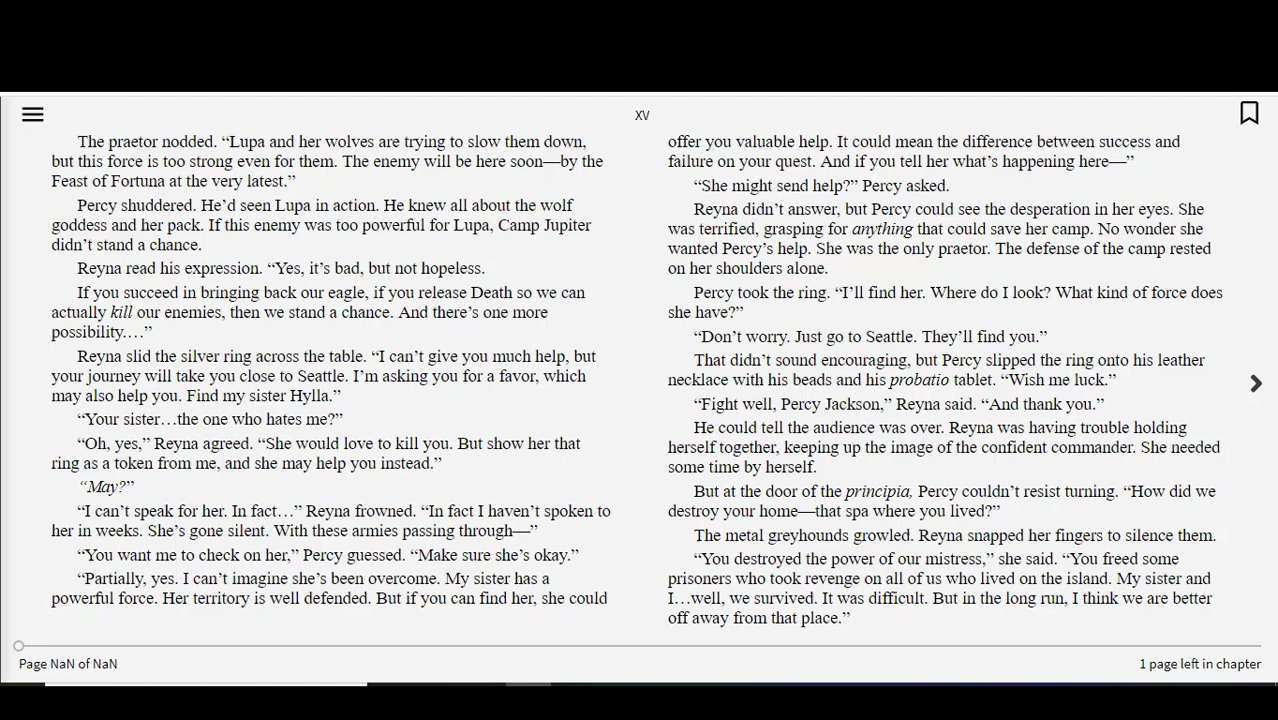 XV
The praetor nodded. “Lupa and her wolves are trying to slow them down,
but this force is too strong even for them. The enemy will be here soon—by the
Feast of Fortuna at the very latest.”
Percy shuddered. He’d seen Lupa in action. He knew all about the wolf
goddess and her pack. If this enemy was too powerful for Lupa, Camp Jupiter
didn’t stand a chance.
Reyna read his expression. “Yes, it’s bad, but not hopeless.
If you succeed in bringing back our eagle, if you release Death so we can
actually kill our enemies, then we stand a chance. And there’s one more
possibility.…”
Reyna slid the silver ring across the table. “I can’t give you much help, but
your journey will take you close to Seattle. I’m asking you for a favor, which
may also help you. Find my sister Hylla.”
“Your sister…the one who hates me?”
“Oh, yes,” Reyna agreed. “She would love to kill you. But show her that
ring as a token from me, and she may help you instead.”
“May?”
“I can’t speak for her. In fact…” Reyna frowned. “In fact I haven’t spoken to
her in weeks. She’s gone silent. With these armies passing through—”
“You want me to check on her,” Percy guessed. “Make sure she’s okay.”
“Partially, yes. I can’t imagine she’s been overcome. My sister has a
powerful force. Her territory is well defended. But if you can find her, she could
offer you valuable help. It could mean the difference between success and
failure on your quest. And if you tell her what’s happening here—”
“She might send help?” Percy asked.
Reyna didn’t answer, but Percy could see the desperation in her eyes. She
was terrified, grasping for anything that could save her camp. No wonder she
wanted Percy’s help. She was the only praetor. The defense of the camp rested
on her shoulders alone.
Percy took the ring. “I’ll find her. Where do I look? What kind of force does
she have?”
“Don’t worry. Just go to Seattle. They’ll find you.”
That didn’t sound encouraging, but Percy slipped the ring onto his leather
necklace with his beads and his probatio tablet. “Wish me luck.”
“Fight well, Percy Jackson,” Reyna said. “And thank you.”
He could tell the audience was over. Reyna was having trouble holding
herself together, keeping up the image of the confident commander. She needed
some time by herself.
But at the door of the principia, Percy couldn’t resist turning. “How did we
destroy your home—that spa where you lived?”
The metal greyhounds growled. Reyna snapped her fingers to silence them.
“You destroyed the power of our mistress,” she said. “You freed some
prisoners who took revenge on all of us who lived on the island. My sister and
I…well, we survived. It was difficult. But in the long run, I think we are better
off away from that place.”
Page NaN of NaN
1 page left in chapter